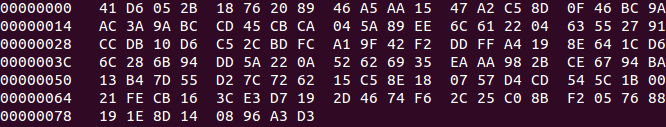 00000000 41 D6 05 2B 18 76 20 89 46 A5 AA 15 47 A2 C5 8D 0F 46 BC 9A
00000014 AC 3A 9A BC CD 45 CB CA 04 5A 89 EE 6C 61 22 04 63 55 27 91
00000028 CC DB 10 D6 C5 2C BD FC A1 9F 42 F2 DD FF A4 19 8E 64 1C D6
0000003C 6C 28 6B 94 DD 5A 22 0A 52 62 69 35 EA AA 98 2B CE 67 94 BA
00000050 13 B4 7D 55 D2 7C 72 62 15 C5 8E 18 07 57 D4 CD 54 5C 1B 00
00000064 21 FE CB 16 3C E3 D7 19 2D 46 74 F6 2C 25 C0 8B F2 05 76 88
00000078 19 1E 8D 14 08 96 A3 D3